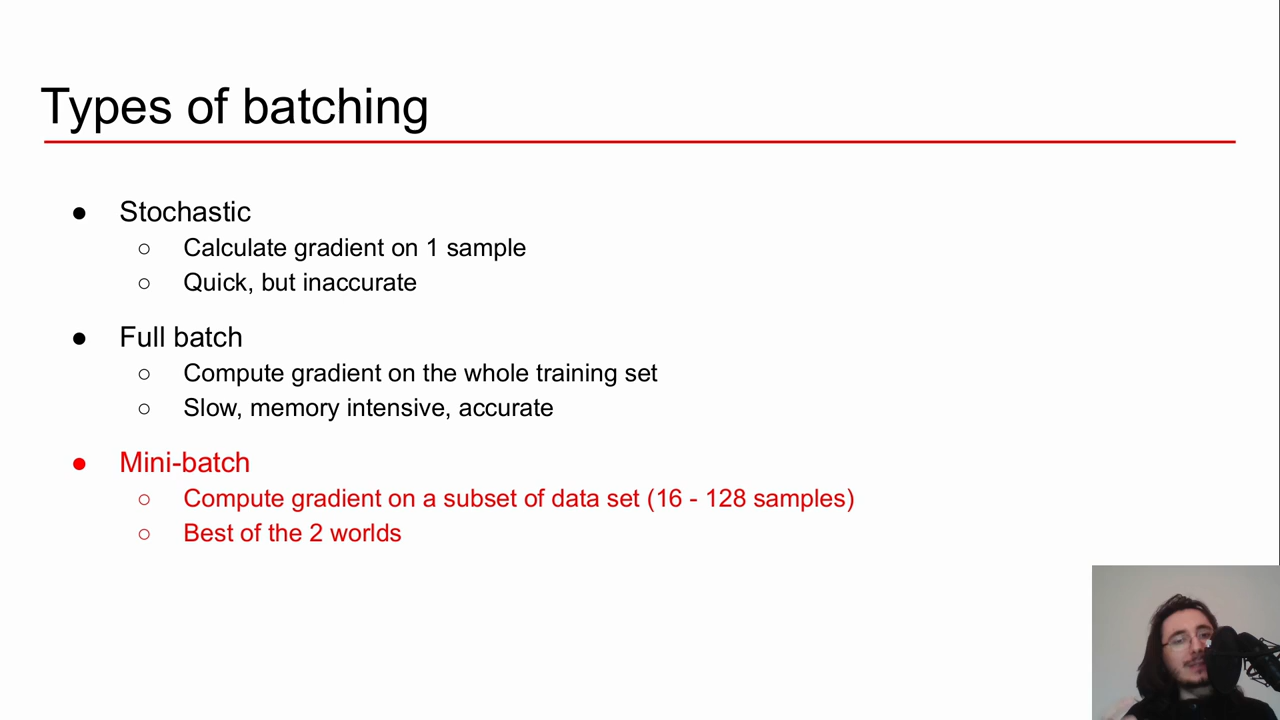 Types of batching
● Stochastic
○ Calculate gradient on 1 sample
○ Quick, but inaccurate
● Full batch
○ Compute gradient on the whole training set
○ Slow, memory intensive, accurate
● Mini-batch
○ Compute gradient on a subset of data set (16 - 128 samples)
○ Best of the 2 worlds